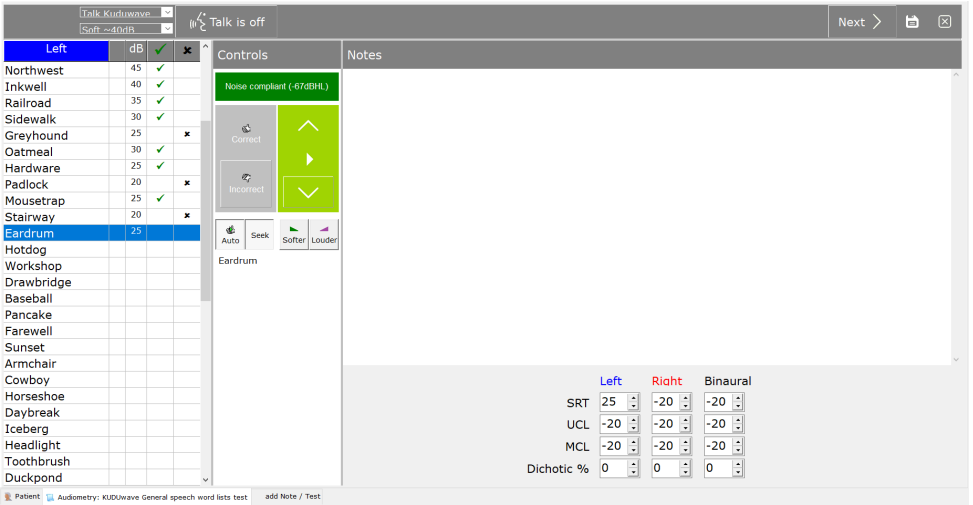 Talk Kuduwave
Soft ~40dB
Talk is off
Next
Left dB
Controls
Notes
Northwest 45
Inkwell 40
Railroad 35
Sidewalk 30
Greyhound 25
Oatmeal 30
Hardware 25
Padlock 20
Mousetrap 25
Stairway 20
Eardrum 25
Hotdog
Workshop
Drawbridge
Baseball
Pancake
Farewell
Sunset
Armchair
Cowboy
Horseshoe
Daybreak
Iceberg
Headlight
Toothbrush
Duckpond
Noise compliant (-67dBHL)
Correct
Incorrect
Auto Seek Softer Louder
Eardrum
Left Right Binaural
SRT 25 -20 -20
UCL -20 -20 -20
MCL -20 -20 -20
Dichotic % 0 0 0
Patient Audiometry: KUDUwave General speech word lists test add Note / Test